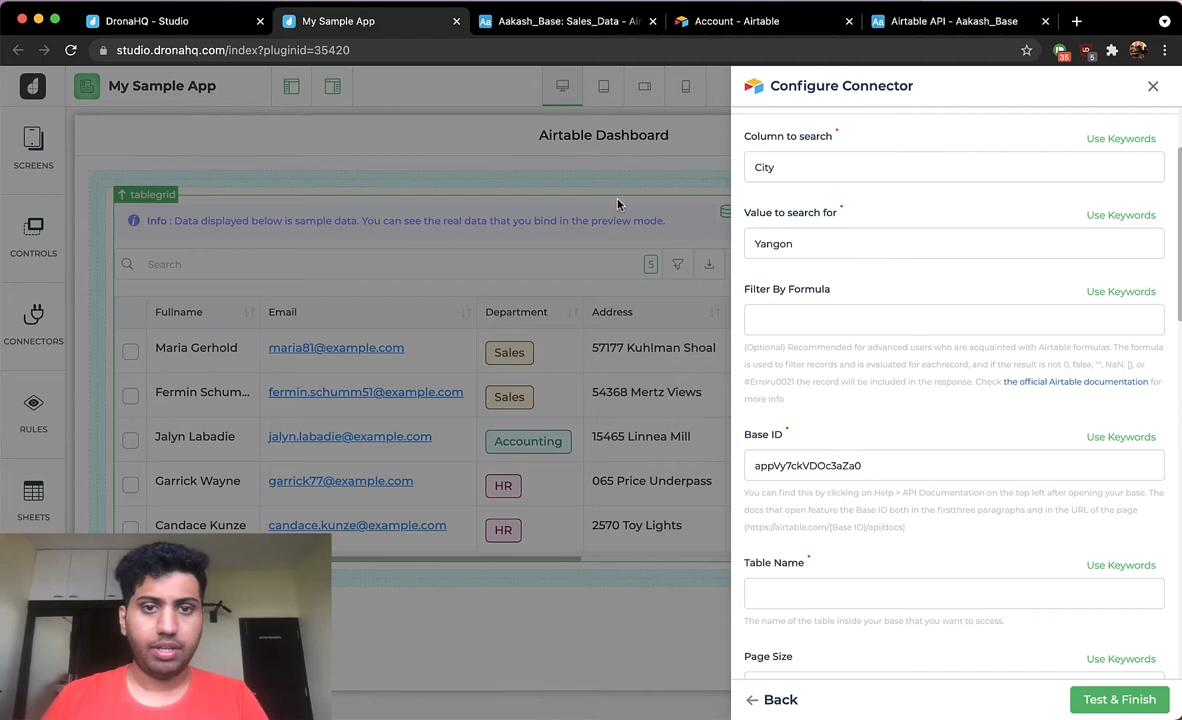 DronaHQ - Studio
My Sample App
Aakash_Base: Sales_Data - Air
Account - Airtable
Airtable API - Aakash_Base
studio.dronahq.com/index?pluginid=35420
35
5
My Sample App
Configure Connector
SCREENS
CONTROLS
CONNECTORS
RULES
SHEETS
Airtable Dashboard
tablegrid
Info : Data displayed below is sample data. You can see the real data that you bind in the preview mode.
Search
5
Fullname Email Department Address
Maria Gerhold maria81@example.com Sales 57177 Kuhlman Shoal
Fermin Schum... fermin.schumm51@example.com Sales 54368 Mertz Views
Jalyn Labadie jalyn.labadie@example.com Accounting 15465 Linnea Mill
Garrick Wayne garrick77@example.com HR 065 Price Underpass
Candace Kunze candace.kunze@example.com HR 2570 Toy Lights
Column to search *
Use Keywords
City
Value to search for *
Use Keywords
Yangon
Filter By Formula
Use Keywords
(Optional) Recommended for advanced users who are acquainted with Airtable formulas. The formula
is used to filter records and is evaluated for eachrecord, and if the result is not 0, false, "", NaN, [], or
#Erroru0021 the record will be included in the response. Check the official Airtable documentation for
more info
Base ID *
Use Keywords
appVy7ckVDOc3aZa0
You can find this by clicking on Help > API Documentation on the top left after opening your base. The
docs that open feature the Base ID both in the firstthree paragraphs and in the URL of the page
(https://airtable.com/{Base ID}/api/docs)
Table Name *
Use Keywords
The name of the table inside your base that you want to access.
Page Size
Use Keywords
Back
Test & Finish